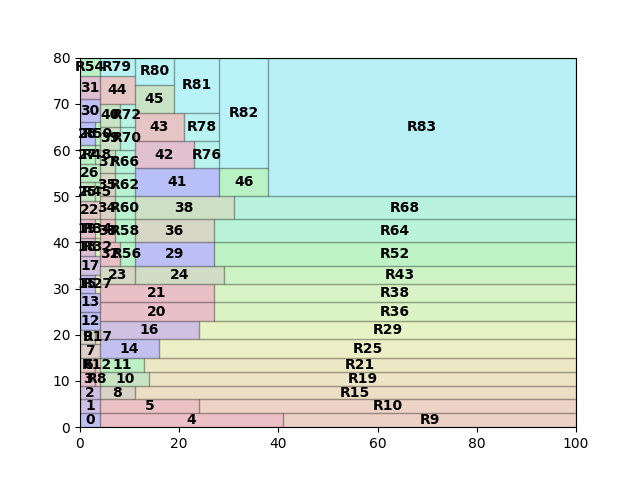 80
R54 R79 R80 R81
31 44 45
70
30 R82 R83
40 R72
43 R78
R70
60
42 R76
R66
26
41 46
R62
50
22 34 R60 38 R68
36 R64
R58
40
R56 29 R52
17
23 24 R43
30
21 R38
13
20 R36
12
20
16 R29
R17
14 R25
7
11 R21
10
10 R19
2 8 R15
1 5 R10
0 4 R9
0
0 20 40 60 80 100